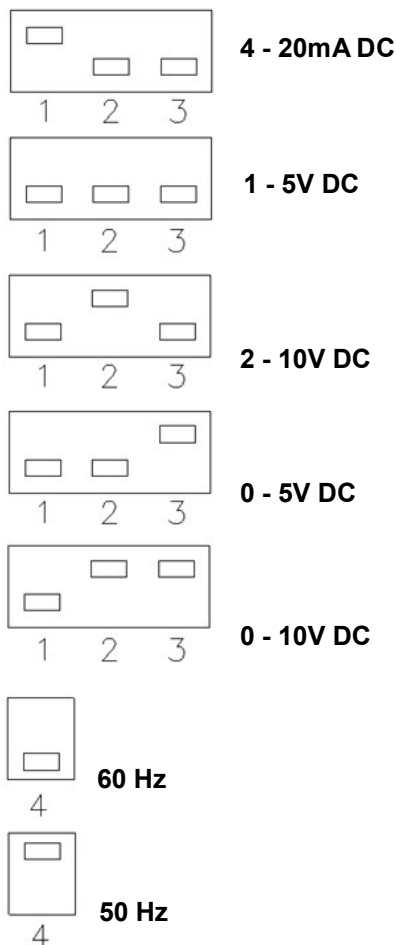 4 - 20mA DC
1 2 3
1 - 5V DC
1 2 3
2 - 10V DC
1 2 3
0 - 5V DC
1 2 3
0 - 10V DC
1 2 3
60 Hz
4
50 Hz
4